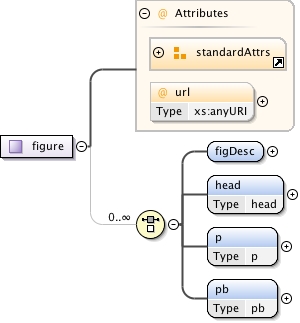 @ Attributes
standardAttrs
@ url
Type xs:anyURI
figure
0..∞
figDesc
head
Type head
p
Type p
pb
Type pb